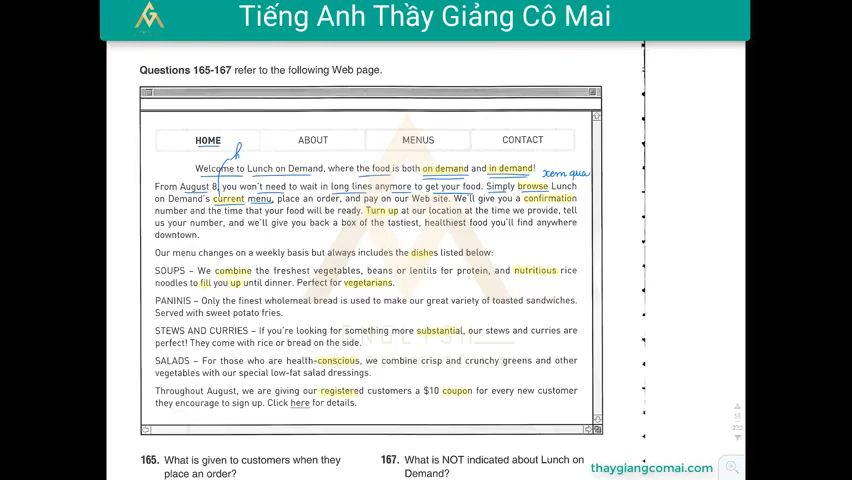 Tiếng Anh Thầy Giảng Cô Mai
Questions 165-167 refer to the following Web page.
HOME ABOUT MENUS CONTACT
Welcome to Lunch on Demand, where the food is both on demand and in demand!
xem qua
From August 8, you won't need to wait in long lines anymore to get your food. Simply browse Lunch
on Demand's current menu, place an order, and pay on our Web site. We'll give you a confirmation
number and the time that your food will be ready. Turn up at our location at the time we provide, tell
us your number, and we'll give you back a box of the tastiest, healthiest food you'll find anywhere
downtown.
Our menu changes on a weekly basis but always includes the dishes listed below:
SOUPS – We combine the freshest vegetables, beans or lentils for protein, and nutritious rice
noodles to fill you up until dinner. Perfect for vegetarians.
PANINIS – Only the finest wholemeal bread is used to make our great variety of toasted sandwiches.
Served with sweet potato fries.
STEWS AND CURRIES – If you're looking for something more substantial, our stews and curries are
perfect! They come with rice or bread on the side.
SALADS – For those who are health-conscious, we combine crisp and crunchy greens and other
vegetables with our special low-fat salad dressings.
Throughout August, we are giving our registered customers a $10 coupon for every new customer
they encourage to sign up. Click here for details.
165. What is given to customers when they
place an order?
167. What is NOT indicated about Lunch on
Demand?
thaygiangcomai.com